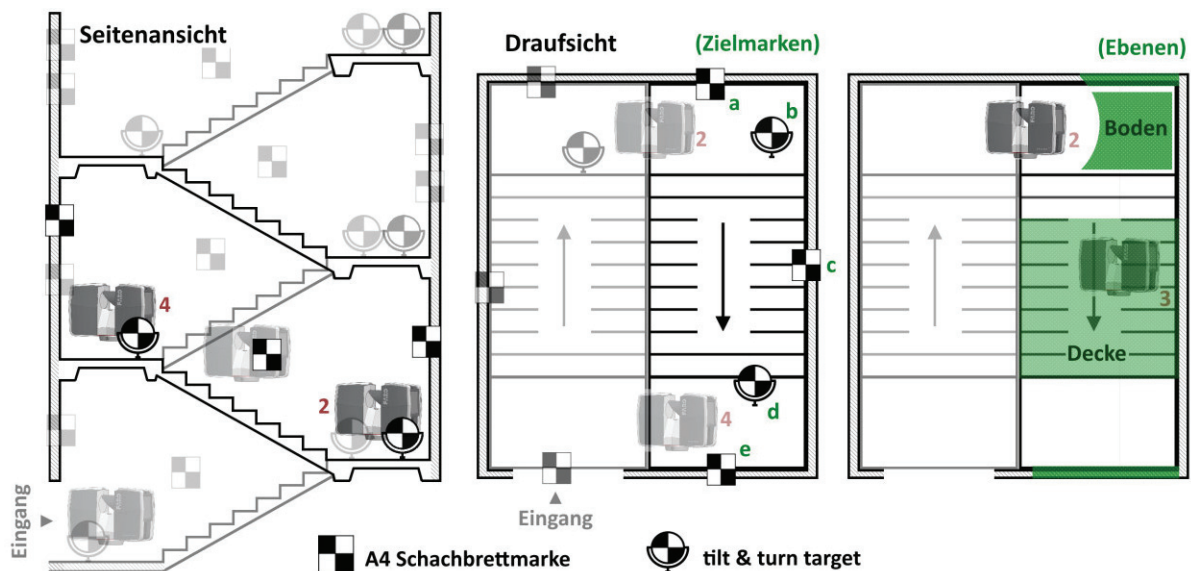 Seitenansicht
4
2
Eingang
Draufsicht
(Zielmarken)
a
b
2
c
d
4
e
Eingang
(Ebenen)
2
Boden
3
Decke
A4 Schachbrettmarke
tilt & turn target